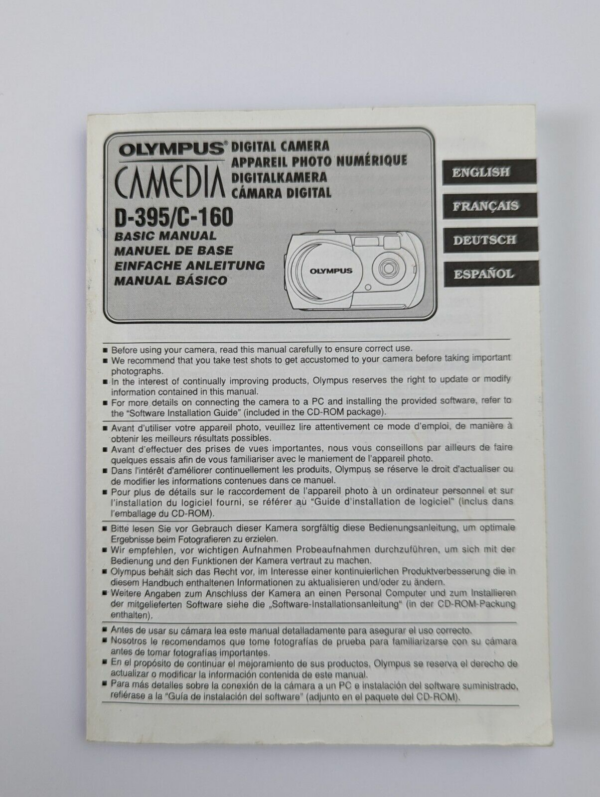 OLYMPUS® DIGITAL CAMERA
APPAREIL PHOTO NUMÉRIQUE
CAMEDIA DIGITALKAMERA
CÁMARA DIGITAL
D-395/C-160
BASIC MANUAL
MANUEL DE BASE
EINFACHE ANLEITUNG
MANUAL BÁSICO
OLYMPUS
ENGLISH
FRANÇAIS
DEUTSCH
ESPAÑOL
■ Before using your camera, read this manual carefully to ensure correct use.
■ We recommend that you take test shots to get accustomed to your camera before taking important
photographs.
■ In the interest of continually improving products, Olympus reserves the right to update or modify
information contained in this manual.
■ For more details on connecting the camera to a PC and installing the provided software, refer to
the "Software Installation Guide" (included in the CD-ROM package).
■ Avant d'utiliser votre appareil photo, veuillez lire attentivement ce mode d'emploi, de manière à
obtenir les meilleurs résultats possibles.
■ Avant d'effectuer des prises de vues importantes, nous vous conseillons par ailleurs de faire
quelques essais afin de vous familiariser avec le maniement de l'appareil photo.
■ Dans l'intérêt d'améliorer continuellement les produits, Olympus se réserve le droit d'actualiser ou
de modifier les informations contenues dans ce manuel.
■ Pour plus de détails sur le raccordement de l'appareil photo à un ordinateur personnel et sur
l'installation du logiciel fourni, se référer au "Guide d'installation de logiciel" (inclus dans
l'emballage du CD-ROM).
■ Bitte lesen Sie vor Gebrauch dieser Kamera sorgfältig diese Bedienungsanleitung, um optimale
Ergebnisse beim Fotografieren zu erzielen.
■ Wir empfehlen, vor wichtigen Aufnahmen Probeaufnahmen durchzuführen, um sich mit der
Bedienung und den Funktionen der Kamera vertraut zu machen.
■ Olympus behält sich das Recht vor, im Interesse einer kontinuierlichen Produktverbesserung die in
diesem Handbuch enthaltenen Informationen zu aktualisieren und/oder zu ändern.
■ Weitere Angaben zum Anschluss der Kamera an einen Personal Computer und zum Installieren
der mitgelieferten Software siehe die „Software-Installationsanleitung" (in der CD-ROM-Packung
enthalten).
■ Antes de usar su cámara lea este manual detalladamente para asegurar el uso correcto.
■ Nosotros le recomendamos que tome fotografías de prueba para familiarizarse con su cámara
antes de tomar fotografías importantes.
■ En el propósito de continuar el mejoramiento de sus productos, Olympus se reserva el derecho de
actualizar o modificar la información contenida de este manual.
■ Para más detalles sobre la conexión de la cámara a un PC e instalación del software suministrado,
refiérase a la "Guía de instalación del software" (adjunto en el paquete del CD-ROM).